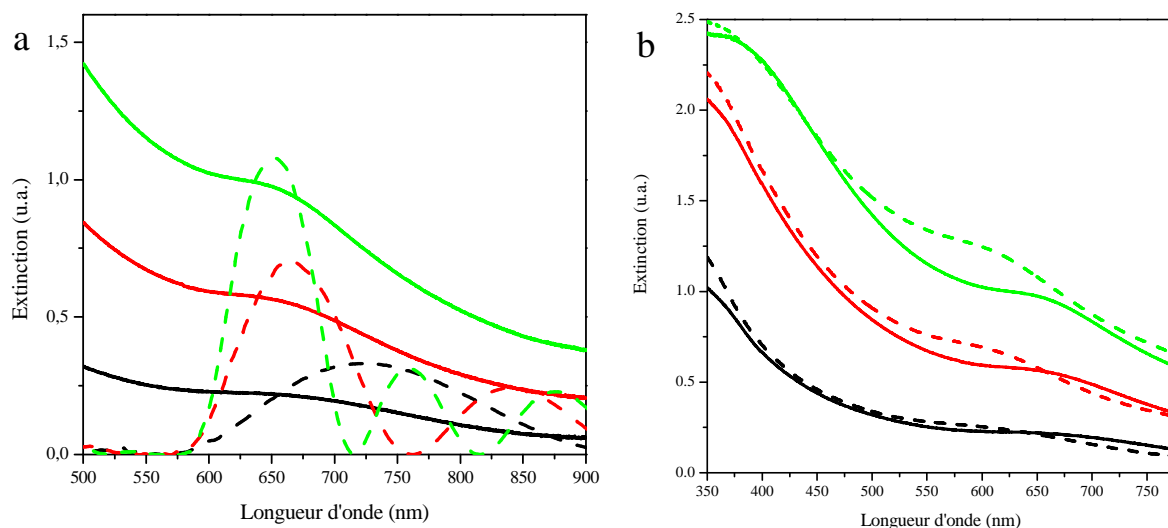 a
1,5
1,0
0,5
0,0
Extinction (u.a.)
500 550 600 650 700 750 800 850 900
Longueur d'onde (nm)
b
2.5
2.0
1.5
1.0
0.5
0.0
Extinction (u.a.)
350 400 450 500 550 600 650 700 750
Longueur d'onde (nm)